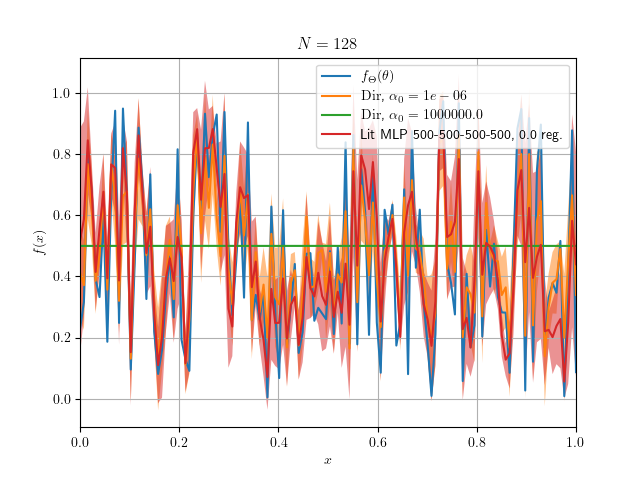 N = 128
f_Θ(θ)
Dir, α_0 = 1e − 06
Dir, α_0 = 1000000.0
Lit MLP 500-500-500-500, 0.0 reg.
1.0
0.8
0.6
0.4
0.2
0.0
f(x)
0.0 0.2 0.4 0.6 0.8 1.0
x